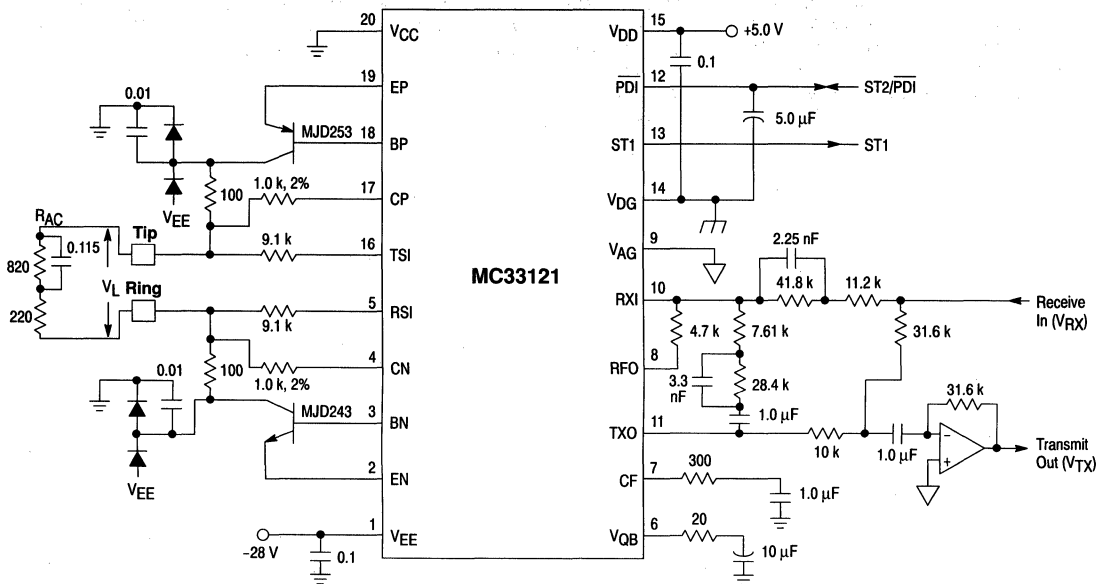 20
VCC
15
VDD
+5.0 V
0.1
19
EP
12
PDI
ST2/PDI
0.01
MJD253
5.0 µF
18
BP
13
ST1
ST1
100
1.0 k, 2%
17
CP
14
VDG
VEE
RAC
Tip
9.1 k
16
TSI
9
VAG
0.115
820
VL
MC33121
2.25 nF
10
RXI
41.8 k
11.2 k
Receive
In (VRX)
Ring
5
RSI
9.1 k
220
4.7 k
7.61 k
31.6 k
8
RFO
4
CN
0.01
100
1.0 k, 2%
3.3
nF
28.4 k
31.6 k
MJD243
3
BN
1.0 µF
11
TXO
10 k
1.0 µF
−
+
Transmit
Out (VTX)
VEE
2
EN
7
CF
300
1.0 µF
1
VEE
−28 V
0.1
6
VQB
20
10 µF